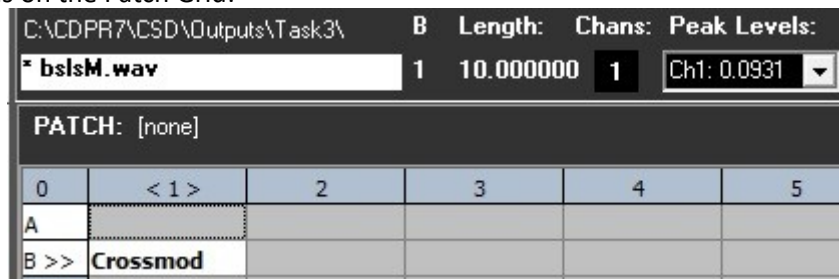 C:\CDPR7\CSD\Outputs\Task3\ B Length: Chans: Peak Levels:
* bslsM.wav 1 10.000000 1 Ch1: 0.0931
PATCH: [none]
0 < 1 > 2 3 4 5
A
B >> Crossmod